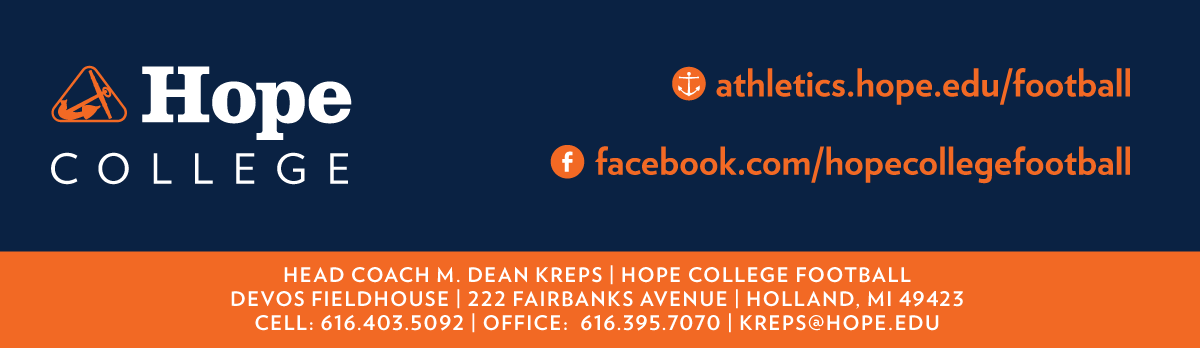 Hope
COLLEGE
athletics.hope.edu/football
facebook.com/hopecollegefootball
HEAD COACH M. DEAN KREPS | HOPE COLLEGE FOOTBALL
DEVOS FIELDHOUSE | 222 FAIRBANKS AVENUE | HOLLAND, MI 49423
CELL: 616.403.5092 | OFFICE: 616.395.7070 | KREPS@HOPE.EDU